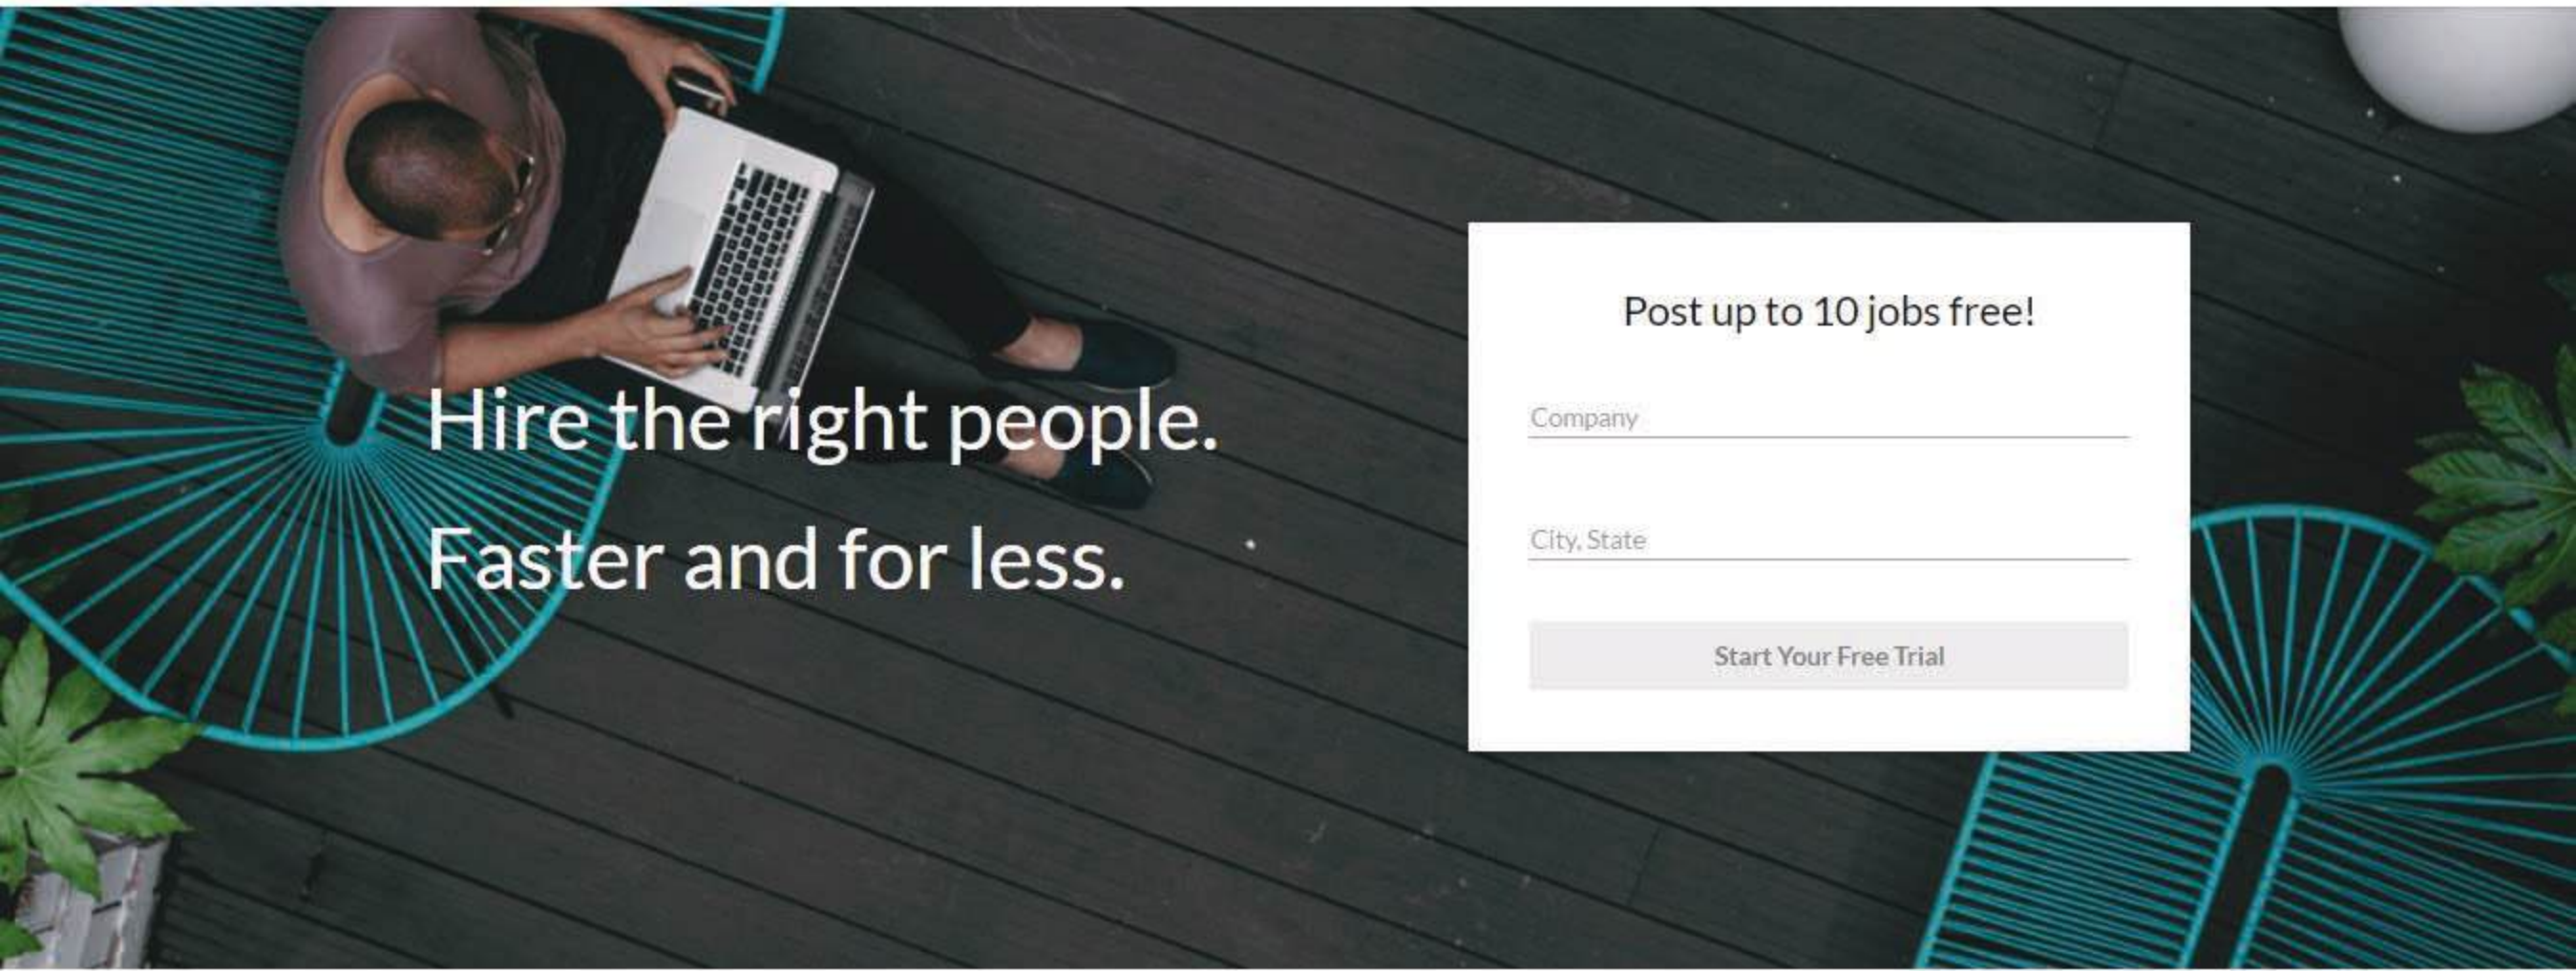 Hire the right people.
Faster and for less.
Post up to 10 jobs free!
Company
City, State
Start Your Free Trial